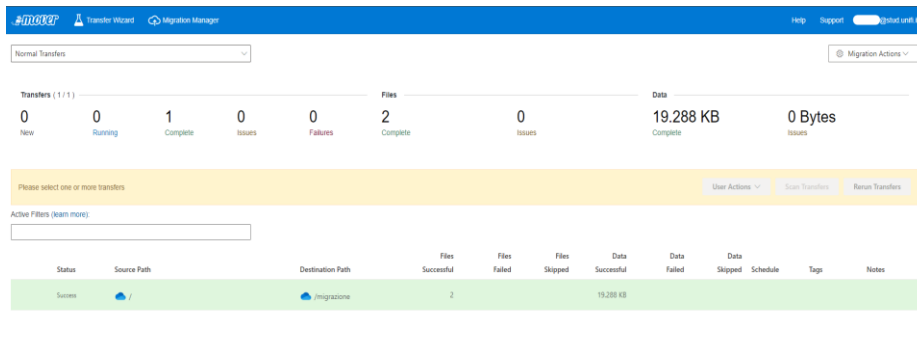 mover Transfer Wizard Migration Manager Help Support @stud.unifi.
Normal Transfers Migration Actions
Transfers ( 1 / 1 ) Files Data
0 0 1 0 0 2 0 19.288 KB 0 Bytes
New Running Complete Issues Failures Complete Issues Complete Issues
Please select one or more transfers User Actions Scan Transfers Rerun Transfers
Active Filters (learn more):
Files Files Files Data Data Data
Status Source Path Destination Path Successful Failed Skipped Successful Failed Skipped Schedule Tags Notes
Success / /migrazione 2 19.288 KB